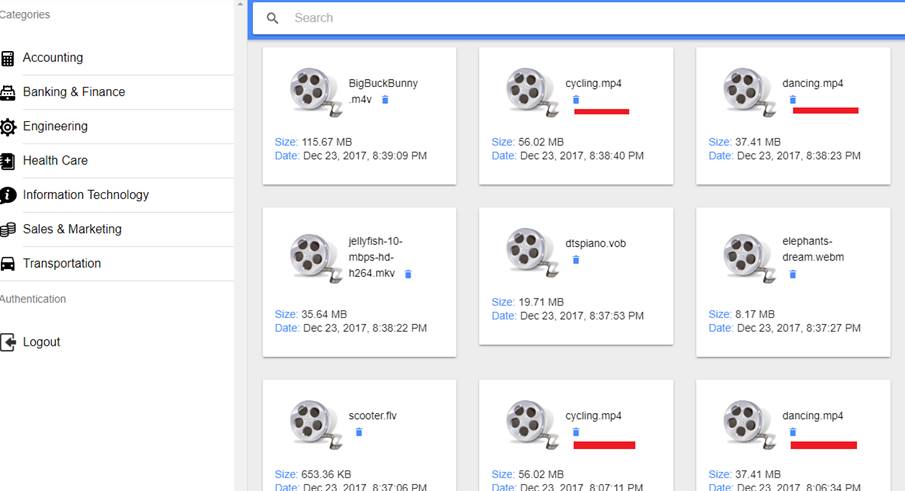 Categories
Accounting
Banking & Finance
Engineering
Health Care
Information Technology
Sales & Marketing
Transportation
Authentication
Logout
Search
BigBuckBunny
.m4v
Size: 115.67 MB
Date: Dec 23, 2017, 8:39:09 PM
cycling.mp4
Size: 56.02 MB
Date: Dec 23, 2017, 8:38:40 PM
dancing.mp4
Size: 37.41 MB
Date: Dec 23, 2017, 8:38:23 PM
jellyfish-10-
mbps-hd-
h264.mkv
Size: 35.64 MB
Date: Dec 23, 2017, 8:38:22 PM
dtspiano.vob
Size: 19.71 MB
Date: Dec 23, 2017, 8:37:53 PM
elephants-
dream.webm
Size: 8.17 MB
Date: Dec 23, 2017, 8:37:27 PM
scooter.flv
Size: 653.36 KB
Date: Dec 23, 2017, 8:37:06 PM
cycling.mp4
Size: 56.02 MB
Date: Dec 23, 2017, 8:07:11 PM
dancing.mp4
Size: 37.41 MB
Date: Dec 23, 2017, 8:06:34 PM